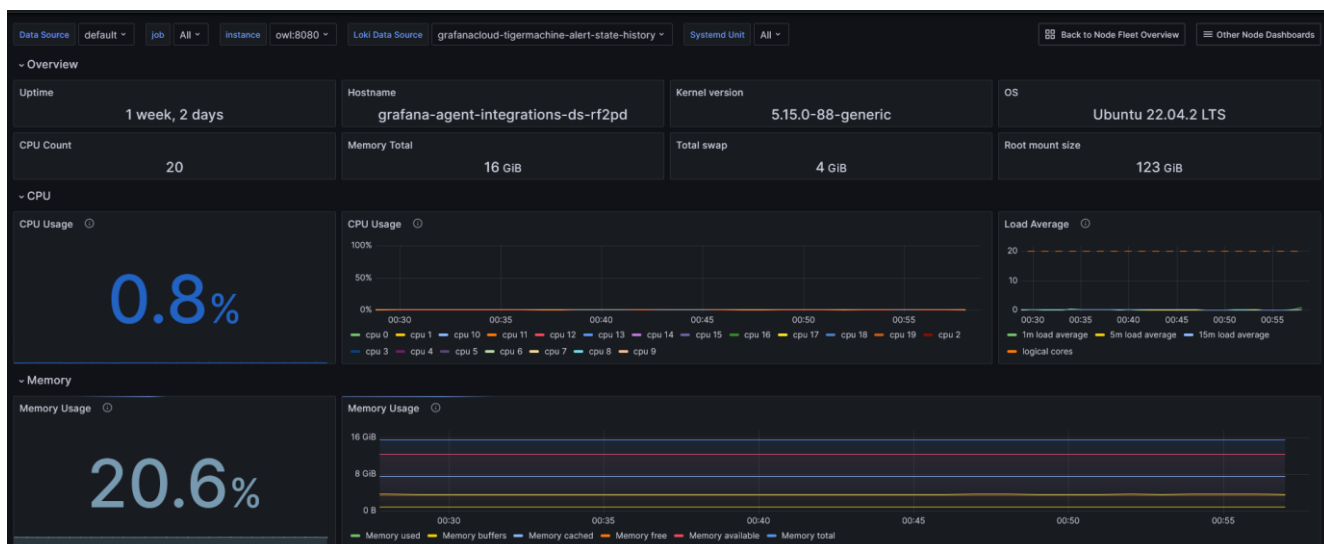 Data Source default job All instance owl:8080 Loki Data Source grafanacloud-tigermachine-alert-state-history Systemd Unit All Back to Node Fleet Overview Other Node Dashboards
Overview
Uptime
1 week, 2 days
Hostname
grafana-agent-integrations-ds-rf2pd
Kernel version
5.15.0-88-generic
OS
Ubuntu 22.04.2 LTS
CPU Count
20
Memory Total
16 GiB
Total swap
4 GiB
Root mount size
123 GiB
CPU
CPU Usage
0.8%
CPU Usage
100%
50%
0%
00:30 00:35 00:40 00:45 00:50 00:55
cpu 0 cpu 1 cpu 10 cpu 11 cpu 12 cpu 13 cpu 14 cpu 15 cpu 16 cpu 17 cpu 18 cpu 19 cpu 2
cpu 3 cpu 4 cpu 5 cpu 6 cpu 7 cpu 8 cpu 9
Load Average
20
10
0
00:30 00:35 00:40 00:45 00:50 00:55
1m load average 5m load average 15m load average
logical cores
Memory
Memory Usage
20.6%
Memory Usage
16 GiB
8 GiB
0 B
00:30 00:35 00:40 00:45 00:50 00:55
Memory used Memory buffers Memory cached Memory free Memory available Memory total